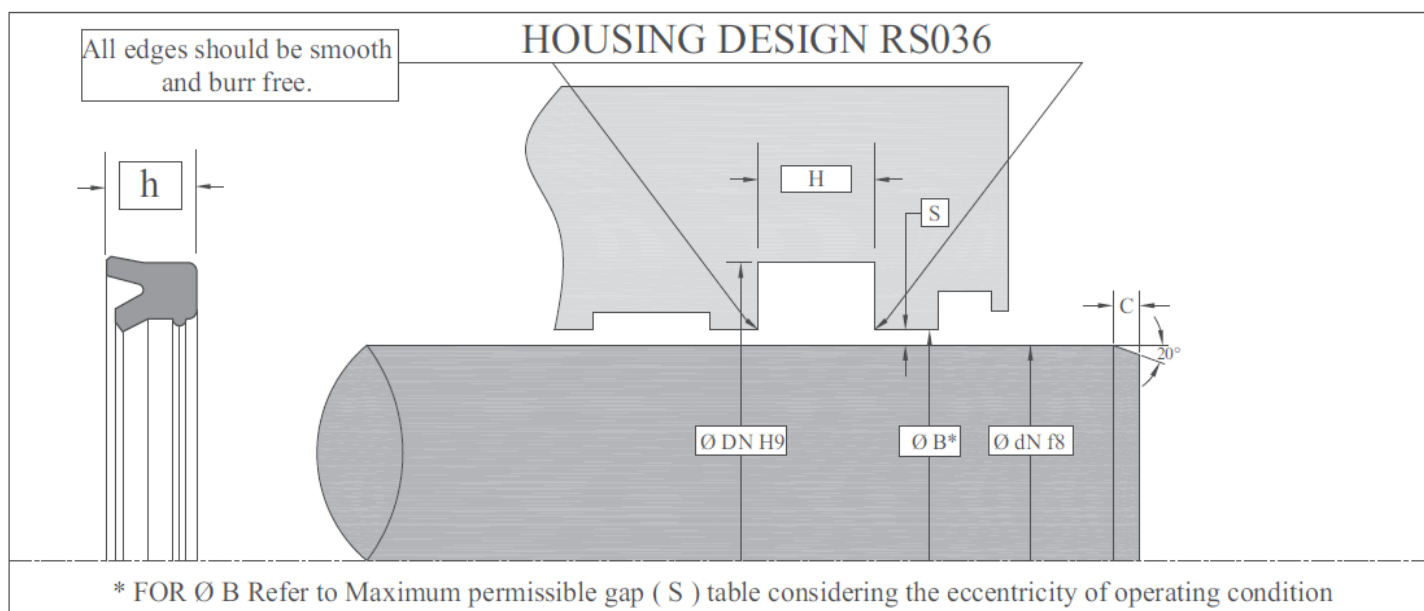 All edges should be smooth
and burr free.
HOUSING DESIGN RS036
h
H
S
C
20°
Ø DN H9
Ø B*
Ø dN f8
* FOR Ø B Refer to Maximum permissible gap ( S ) table considering the eccentricity of operating condition